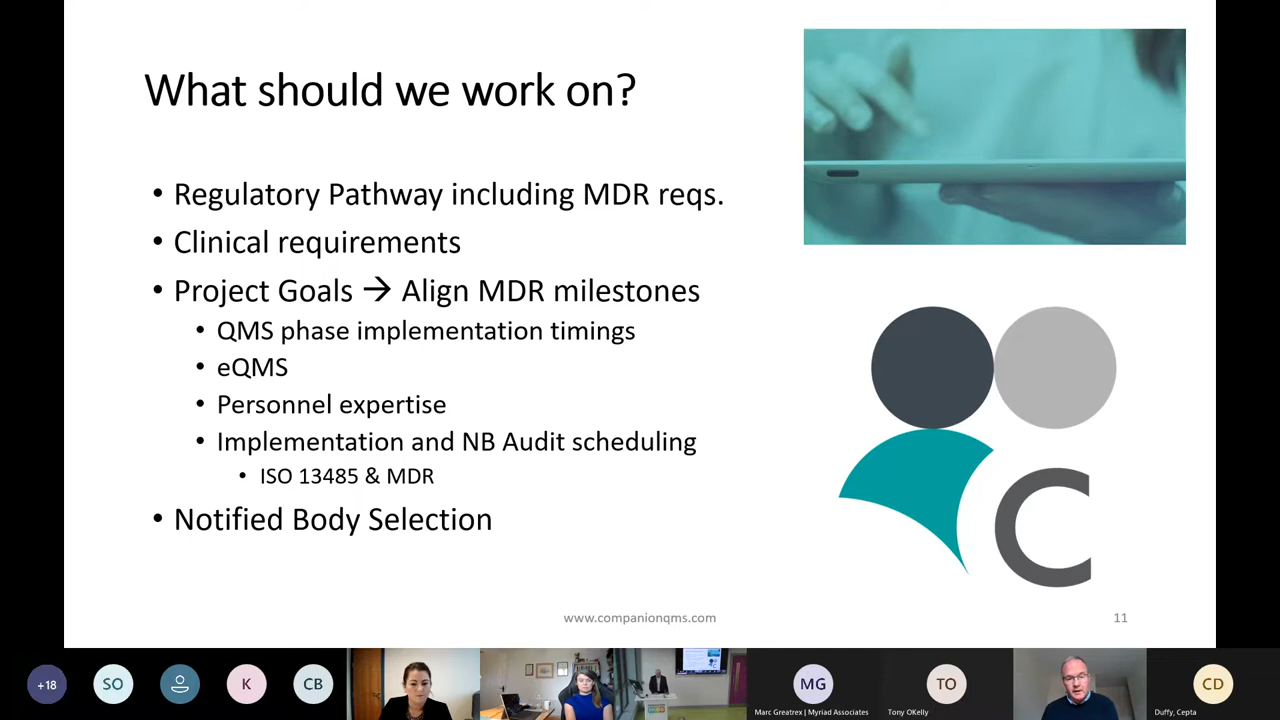 What should we work on?
• Regulatory Pathway including MDR reqs.
• Clinical requirements
• Project Goals → Align MDR milestones
• QMS phase implementation timings
• eQMS
• Personnel expertise
• Implementation and NB Audit scheduling
• ISO 13485 & MDR
• Notified Body Selection
C
www.companionqms.com
11
+18
SO
K
CB
MG
Marc Greatrex | Myriad Associates
TO
Tony OKelly
CD
Duffy, Cepta